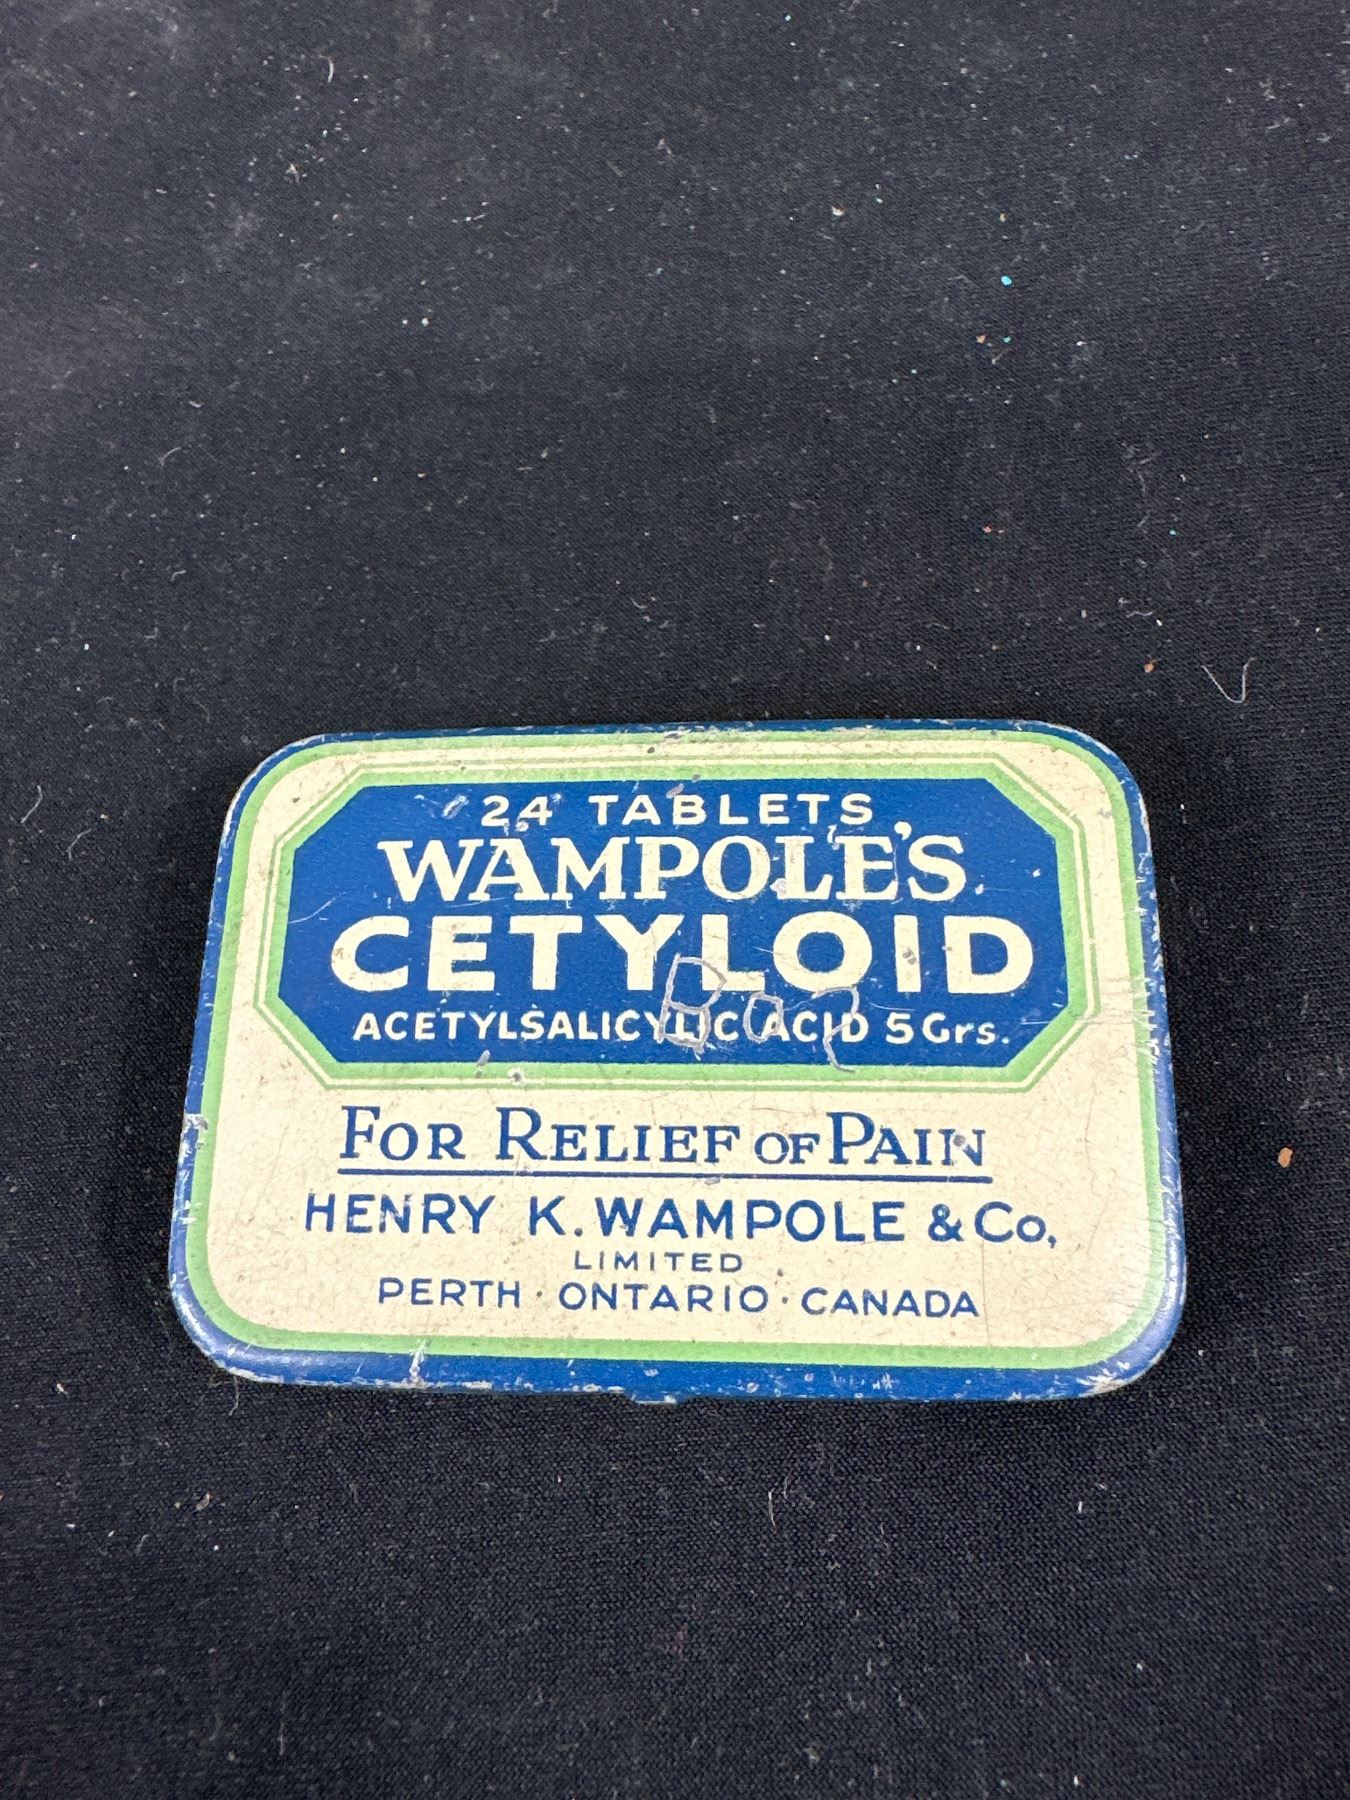 24 TABLETS
WAMPOLE'S
CETYLOID
ACETYLSALICYLIC ACID 5 Grs.
FOR RELIEF OF PAIN
HENRY K. WAMPOLE & Co,
LIMITED
PERTH · ONTARIO · CANADA